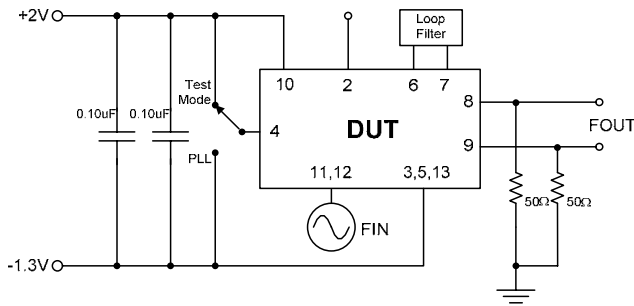 +2V
Loop
Filter
Test
Mode
10
2
6
7
8
0.10uF
0.10uF
4
DUT
FOUT
9
PLL
11,12
3,5,13
50Ω
50Ω
FIN
-1.3V